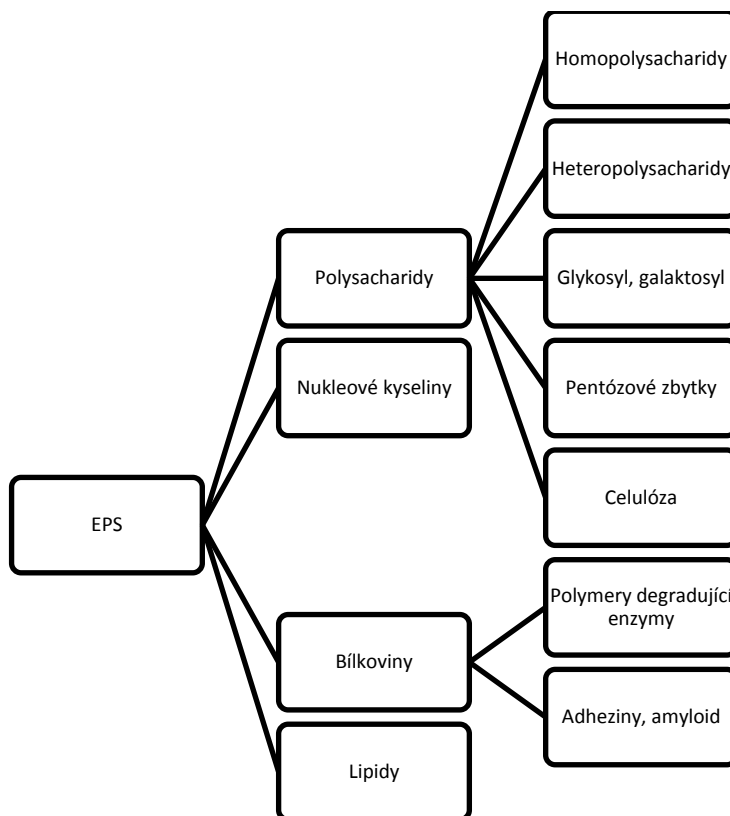 Homopolysacharidy
Heteropolysacharidy
Polysacharidy
Glykosyl, galaktosyl
Nukleové kyseliny
Pentózové zbytky
EPS
Celulóza
Polymery degradující
enzymy
Bílkoviny
Adheziny, amyloid
Lipidy